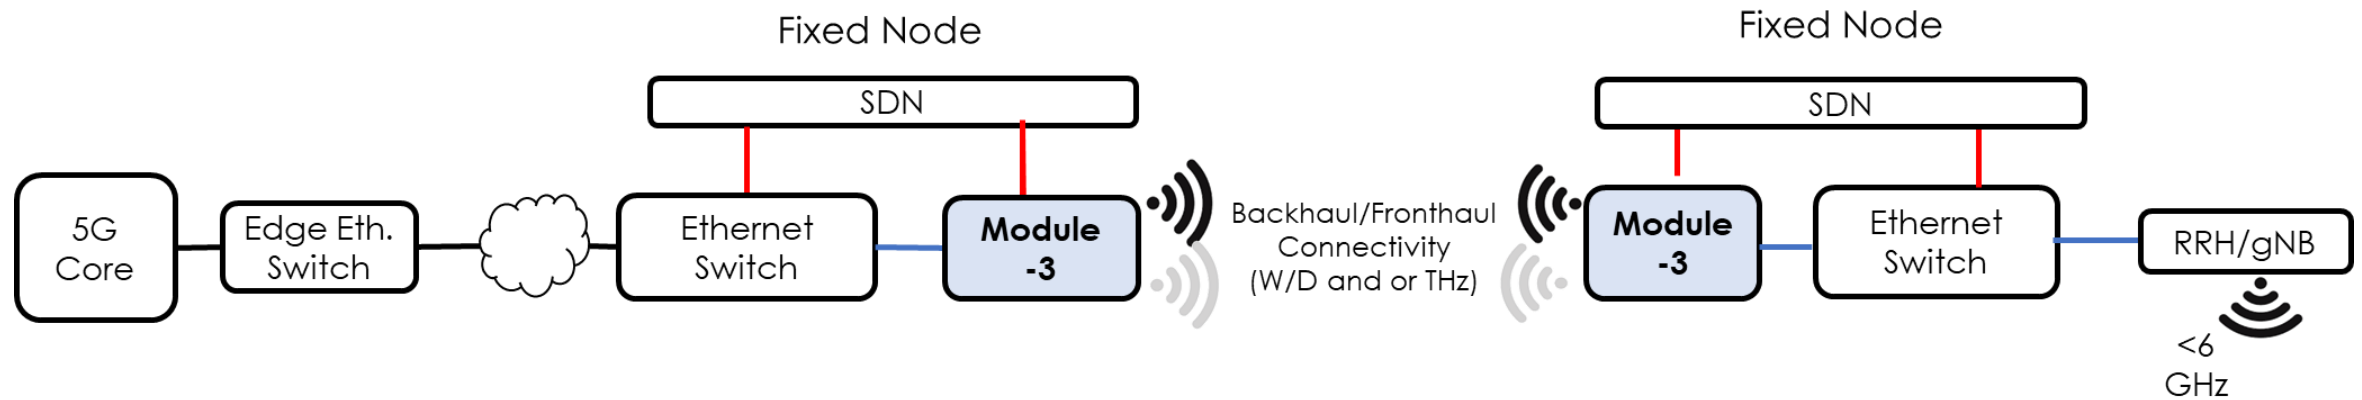 Fixed Node
Fixed Node
SDN
SDN
5G
Core
Edge Eth.
Switch
Ethernet
Switch
Module
-3
Backhaul/Fronthaul
Connectivity
(W/D and or THz)
Module
-3
Ethernet
Switch
RRH/gNB
<6
GHz